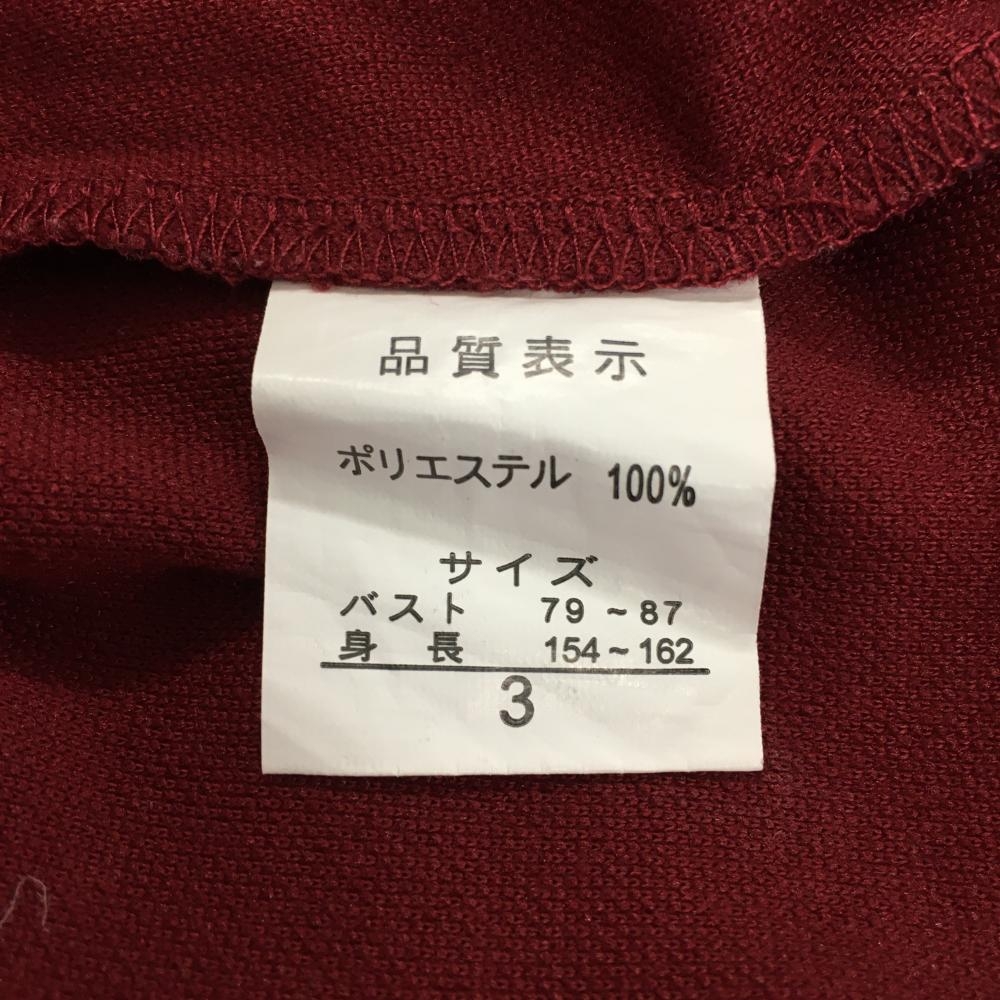 品質表示
ポリエステル 100%
サイズ
バスト 79～87
身長 154～162
3